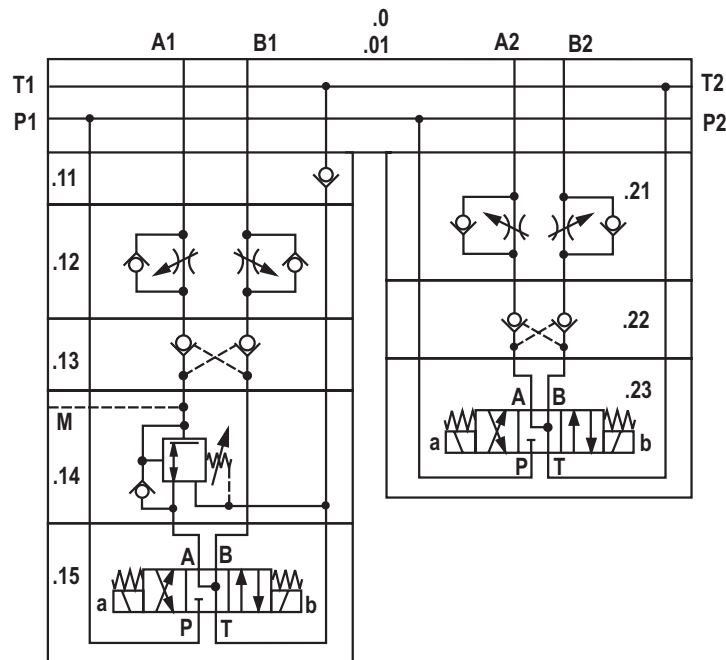 .0
A1 B1 .01 A2 B2
T1 T2
P1 P2
.11
.21
.12
.22
.13
A B .23
M
a b
.14
P T
A B
.15
a b
P T